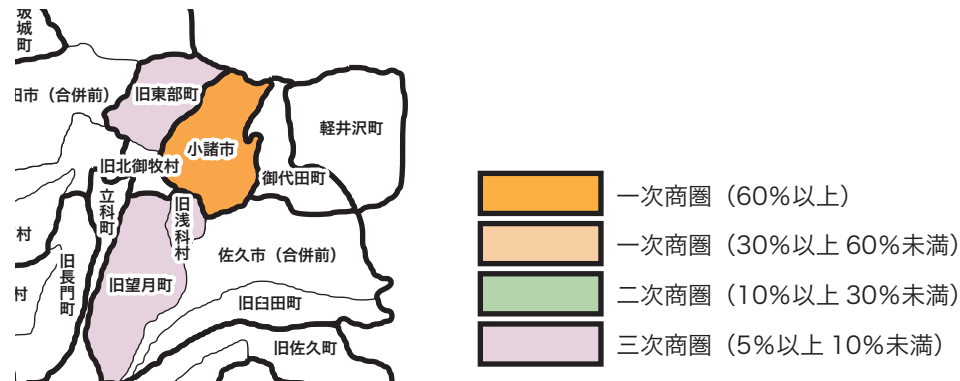 坂城町
田市（合併前）
旧東部町
軽井沢町
小諸市
旧北御牧村
御代田町
立科町
旧浅科村
村
佐久市（合併前）
旧長門町
旧望月町
村
旧臼田町
旧佐久町
一次商圏（60%以上）
一次商圏（30%以上 60%未満）
二次商圏（10%以上 30%未満）
三次商圏（5%以上 10%未満）